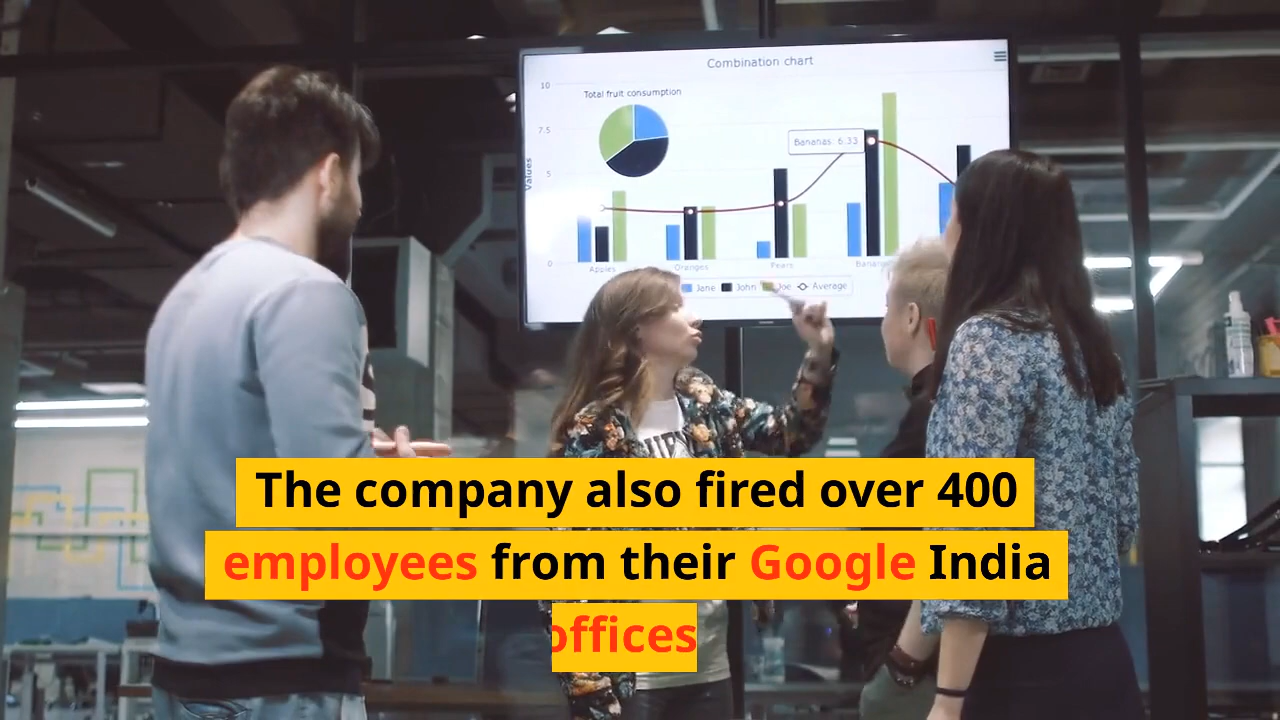 Combination chart
Total fruit consumption
10
7.5
5
0
Values
Bananas: 6.33
Apples
Oranges
Pears
Jane
John
Joe
Average
The company also fired over 400
employees from their Google India
offices